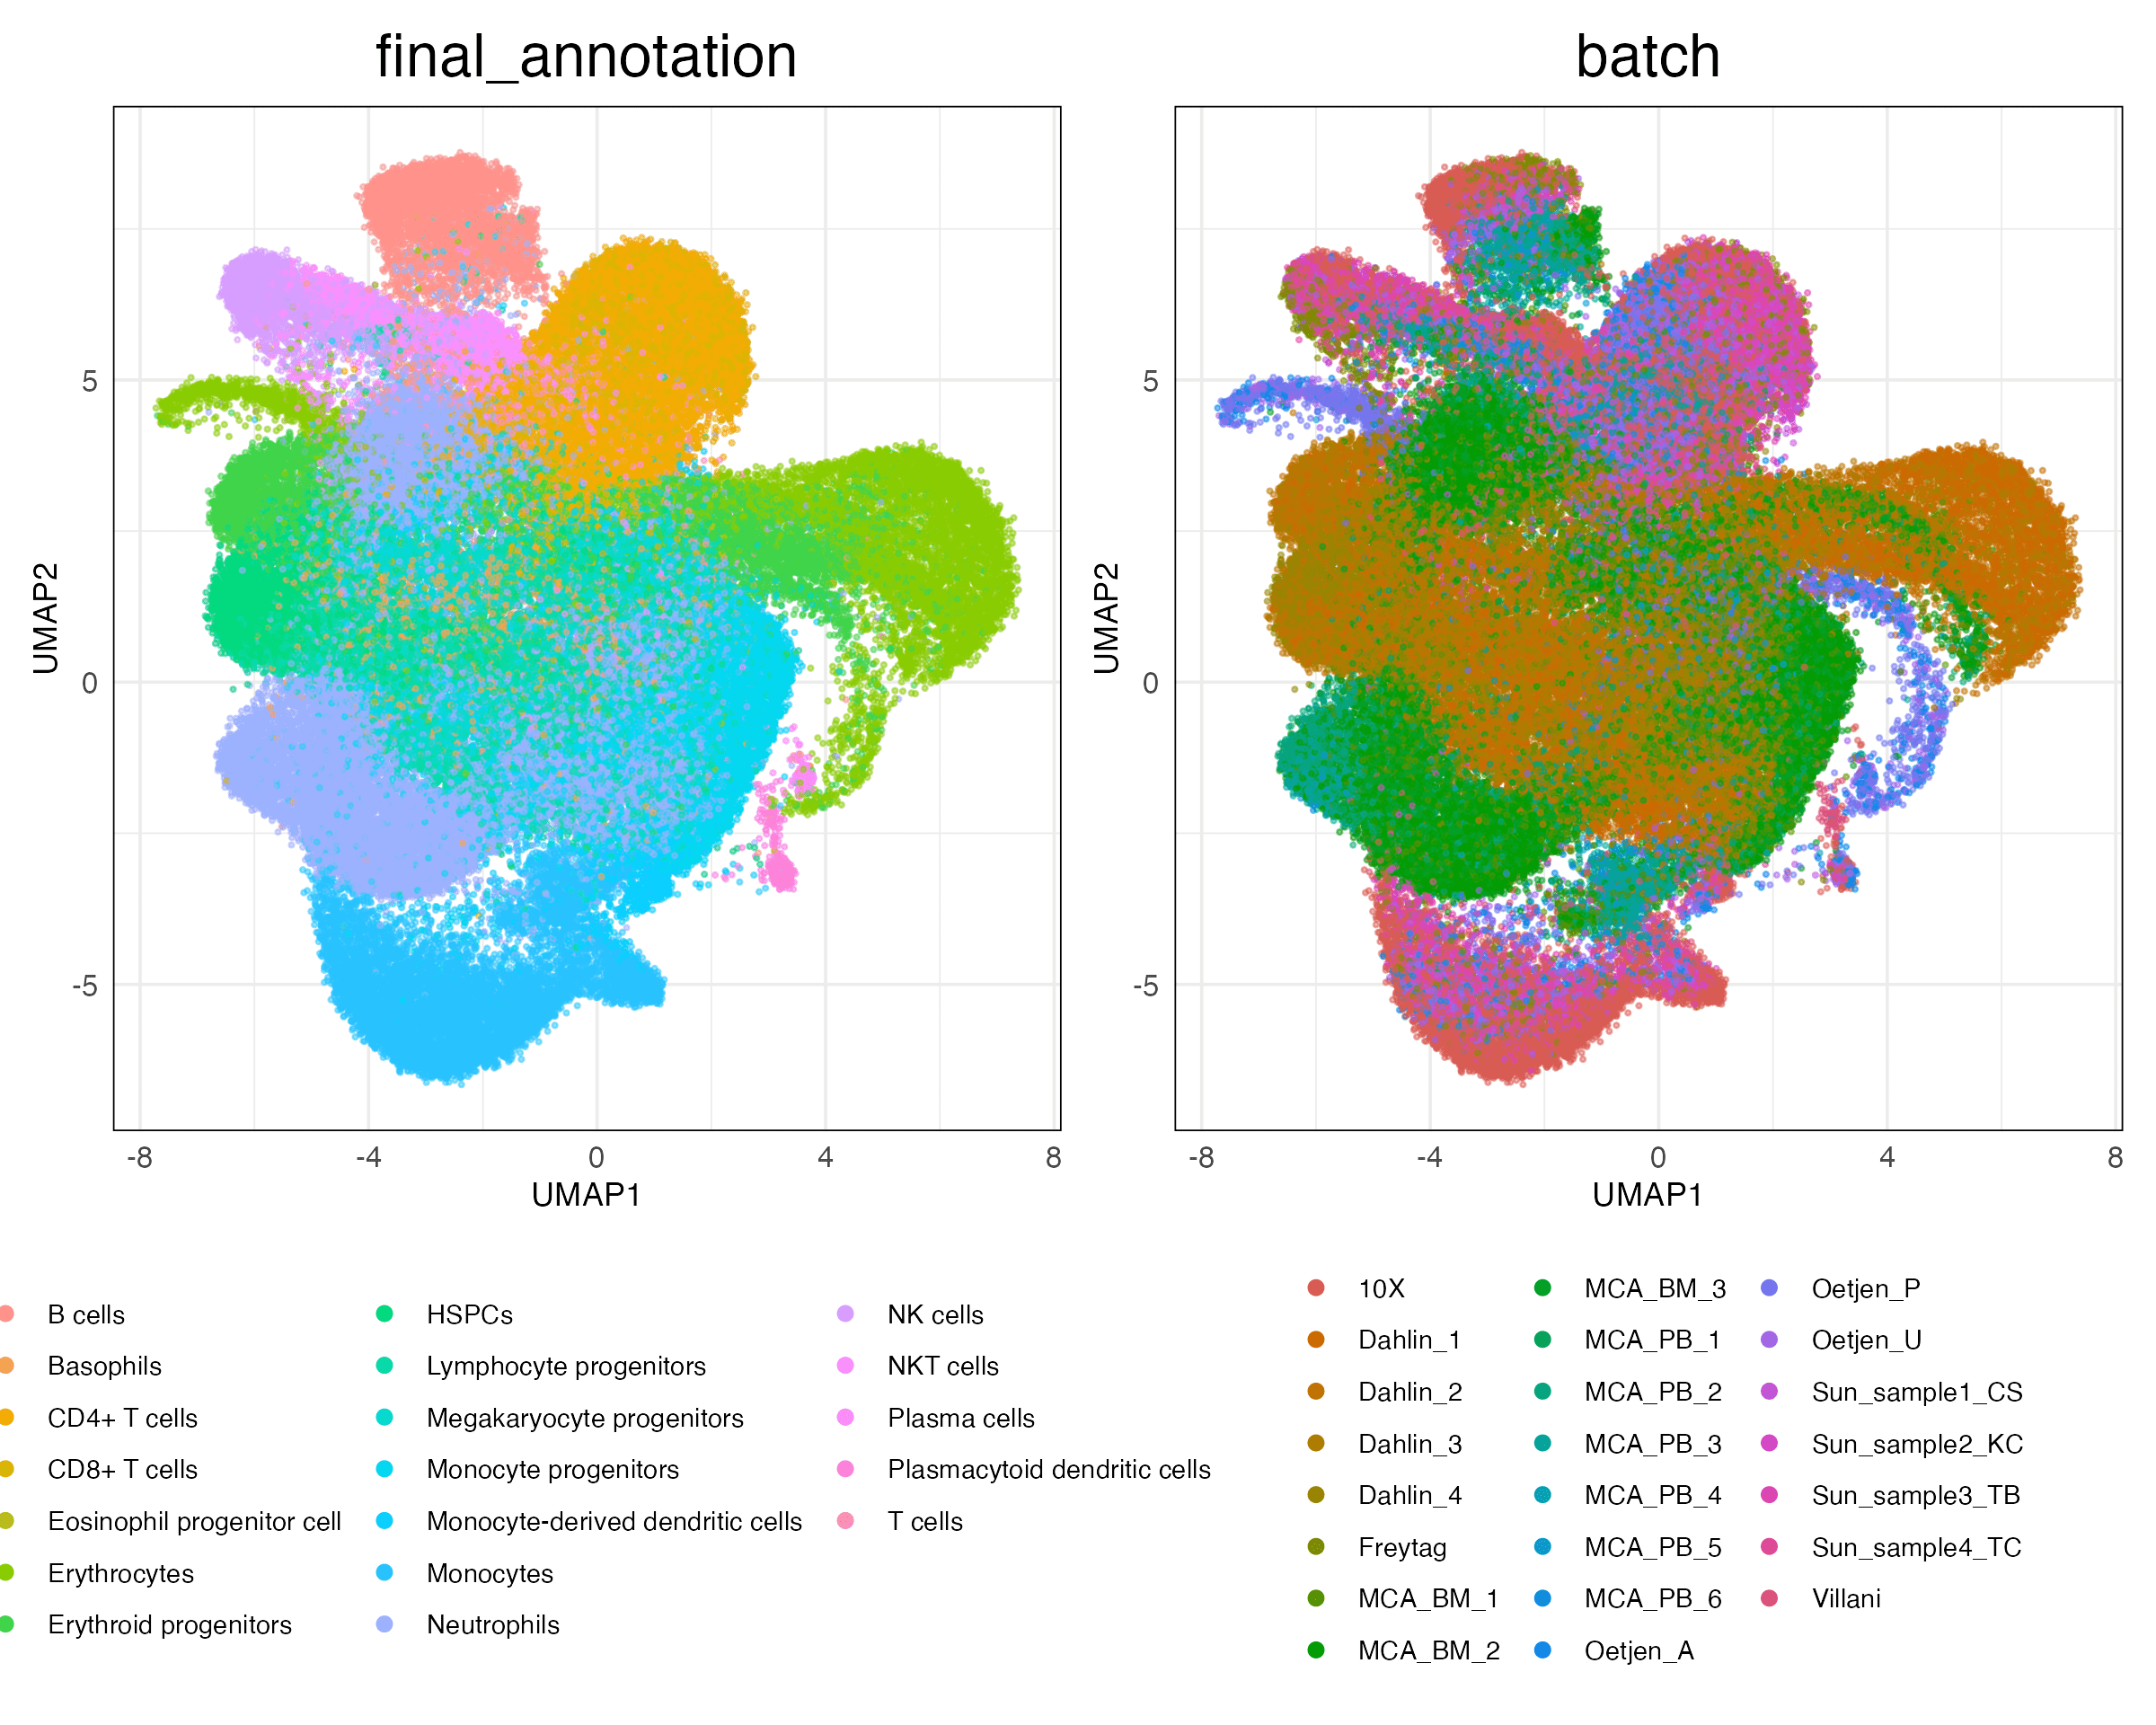 final_annotation
batch
UMAP2
5
0
-5
-8
-4
0
4
8
UMAP1
UMAP2
5
0
-5
-8
-4
0
4
8
UMAP1
B cells
Basophils
CD4+ T cells
CD8+ T cells
Eosinophil progenitor cell
Erythrocytes
Erythroid progenitors
HSPCs
Lymphocyte progenitors
Megakaryocyte progenitors
Monocyte progenitors
Monocyte-derived dendritic cells
Monocytes
Neutrophils
NK cells
NKT cells
Plasma cells
Plasmacytoid dendritic cells
T cells
10X
Dahlin_1
Dahlin_2
Dahlin_3
Dahlin_4
Freytag
MCA_BM_1
MCA_BM_2
MCA_BM_3
MCA_PB_1
MCA_PB_2
MCA_PB_3
MCA_PB_4
MCA_PB_5
MCA_PB_6
Oetjen_A
Oetjen_P
Oetjen_U
Sun_sample1_CS
Sun_sample2_KC
Sun_sample3_TB
Sun_sample4_TC
Villani